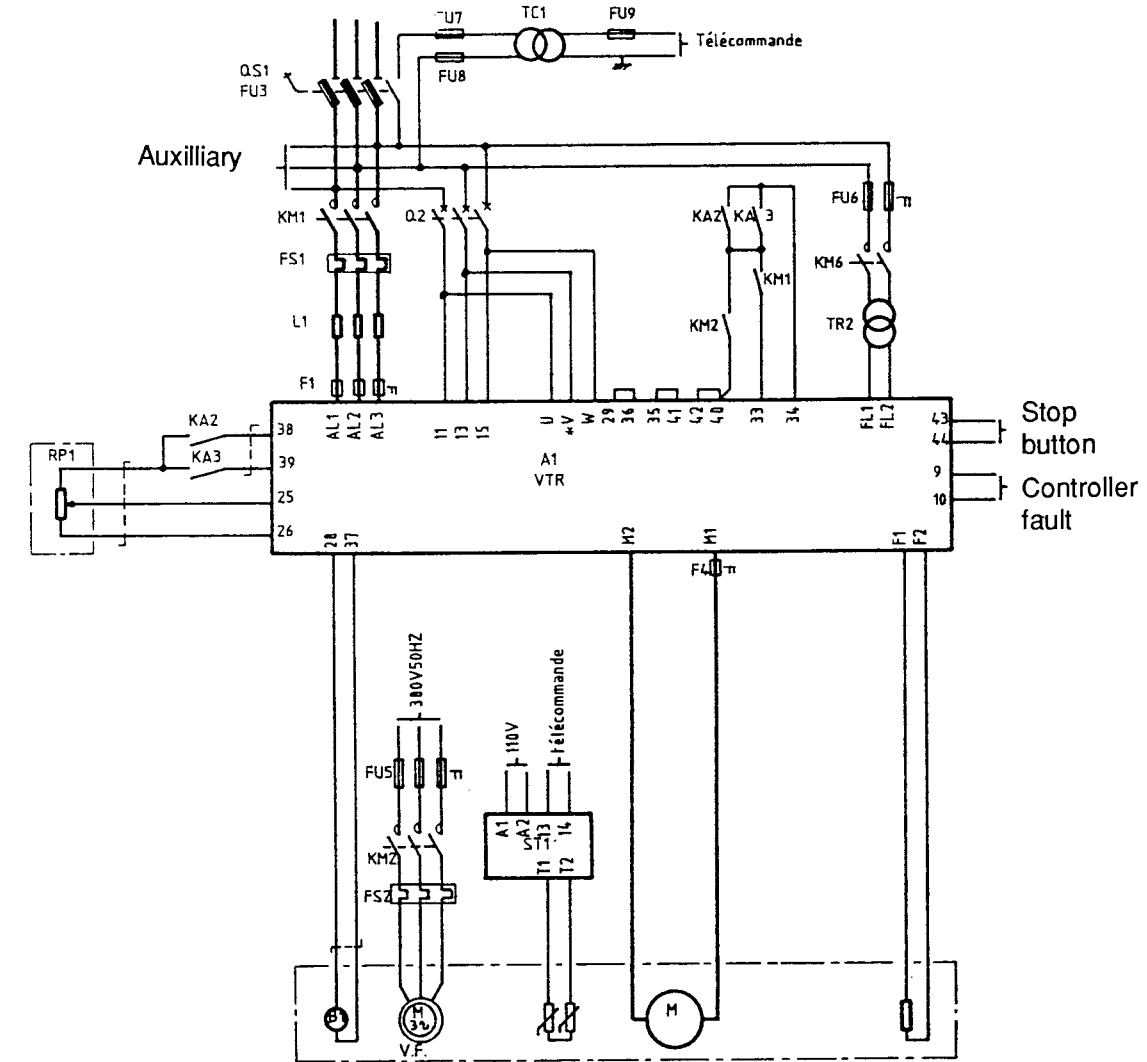 FU7 TC1 FU9
Télécommande
FU8
QS1
FU3
Auxilliary
KM1
Q2
KA2 KA 3
FU6 F
FS1
KM1
KM6
L1
KM2
TR2
F1 F
AL1 AL2 AL3 11 13 15 U *V W 29 36 35 41 42 40 33 34 FL1 FL2
KA2 38
43 Stop
44 button
RP1 KA3 39
A1
VTR
9
25
10 Controller
fault
26
28 37 M2 M1 F1 F2
F4 F
380V50HZ
110V
Télécommande
FU5 F
A1 A2 13 14
ST1
KM2
T1 T2
FS2
M
M
3~
V.F.